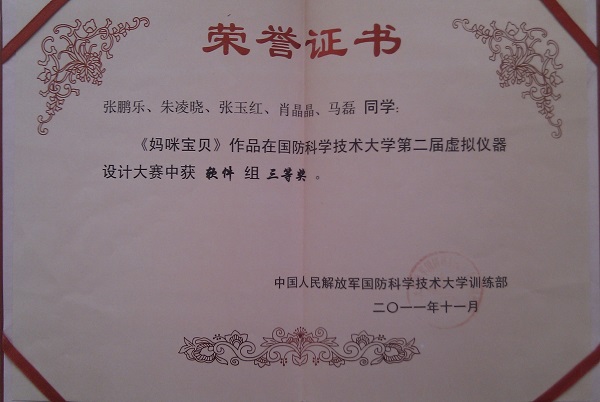 荣誉证书
张鹏乐、朱凌晓、张玉红、肖晶晶、马磊 同学:
《妈咪宝贝》作品在国防科学技术大学第二届虚拟仪器
设计大赛中获 软件 组 三等奖 。
中国人民解放军国防科学技术大学训练部
二〇一一年十一月